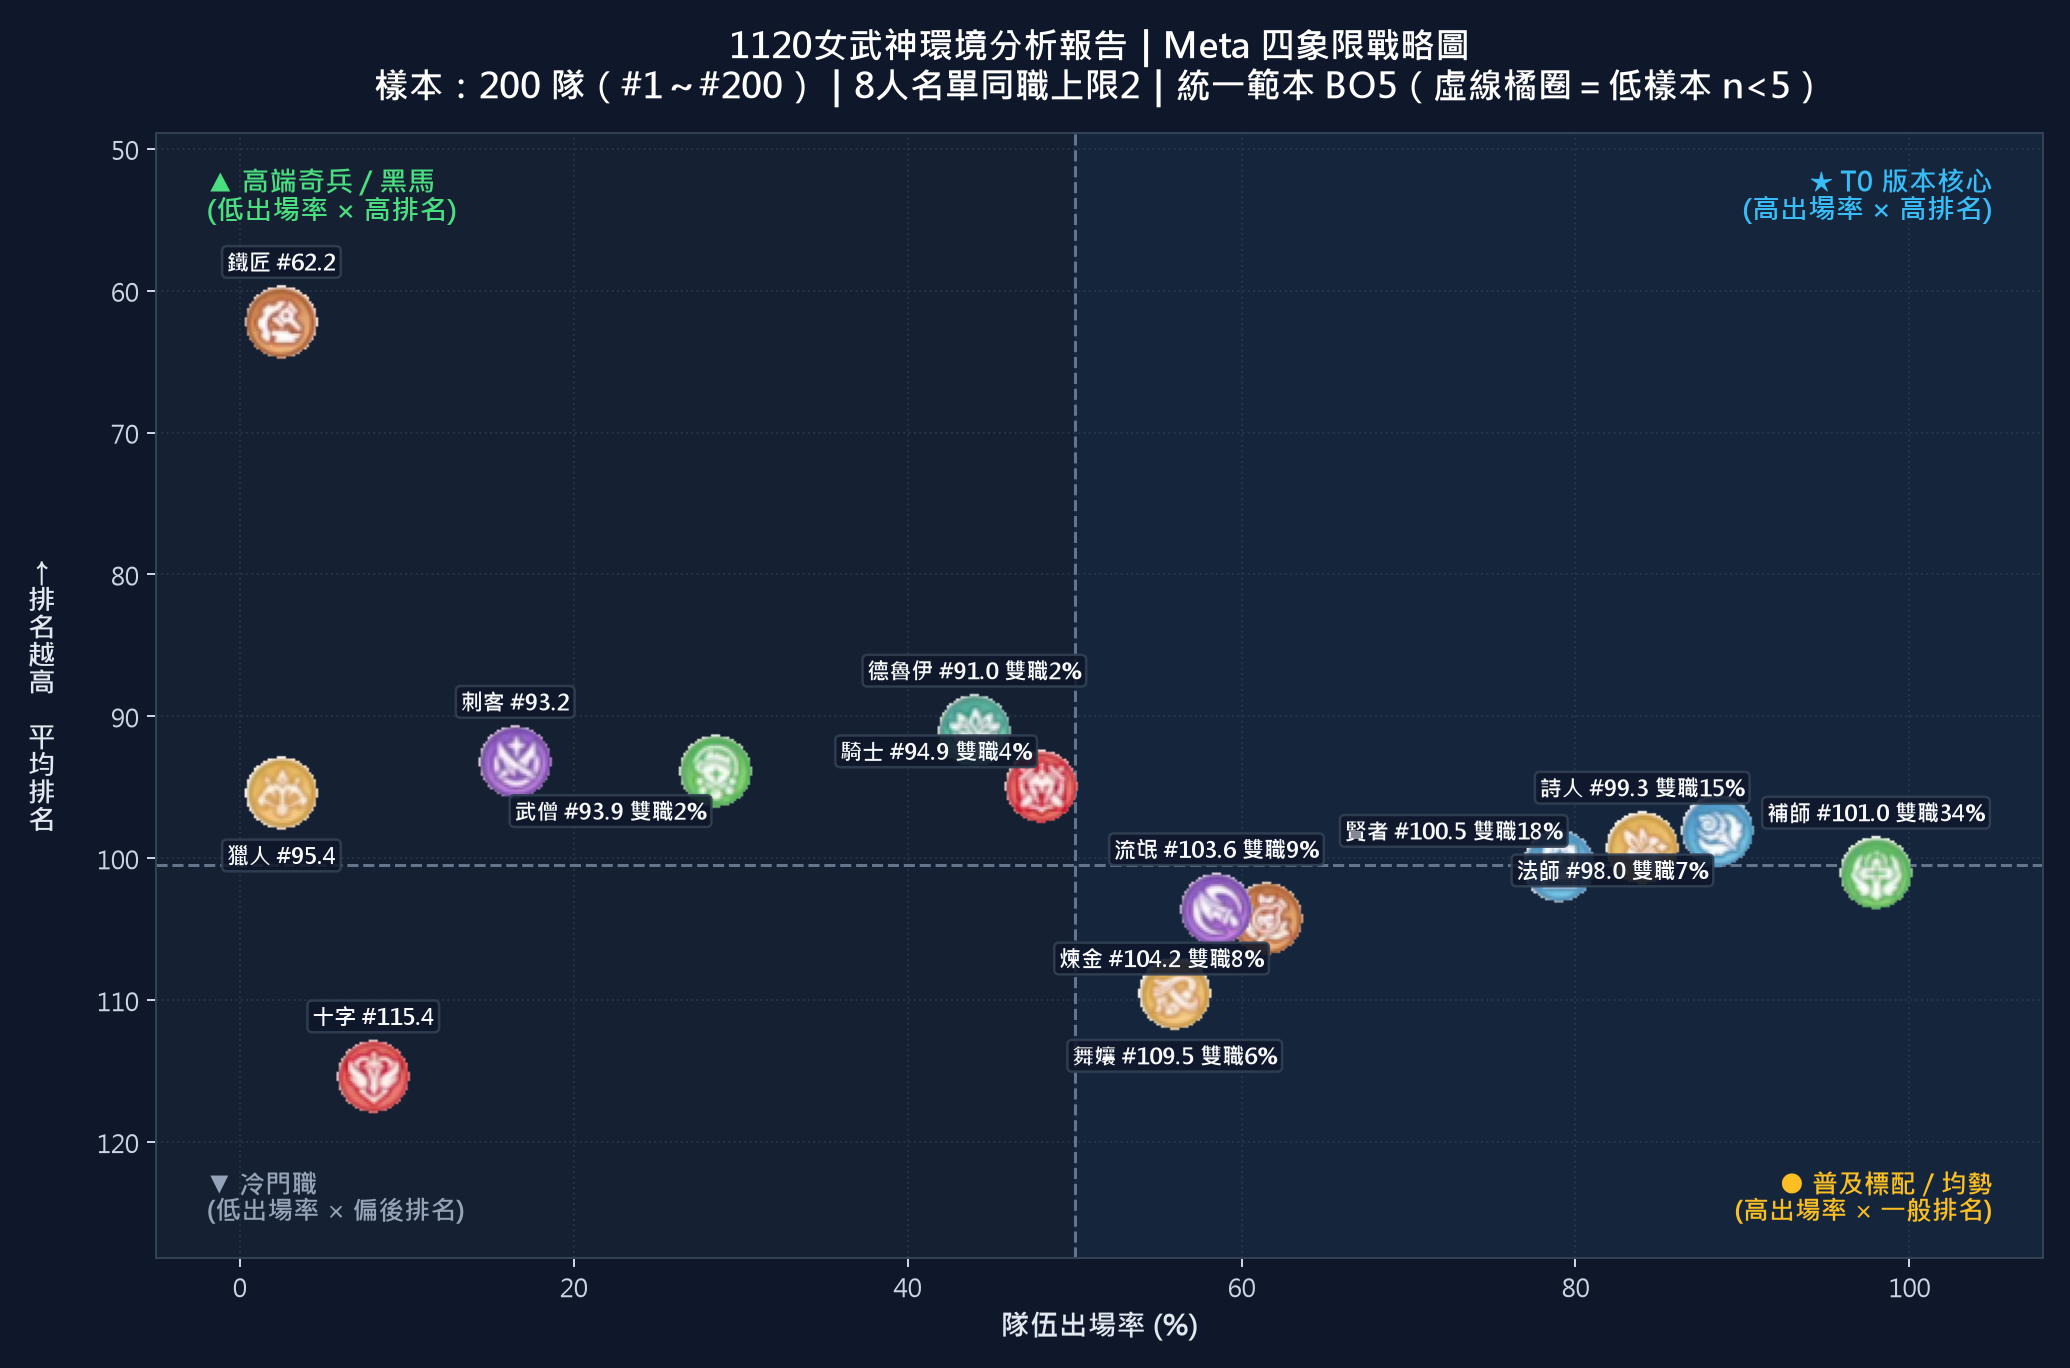 1120女武神環境分析報告 | Meta 四象限戰略圖
樣本：200 隊（#1～#200） | 8人名單同職上限2 | 統一範本 BO5（虛線橘圈＝低樣本 n<5）
▲ 高端奇兵 / 黑馬
(低出場率 × 高排名)
★ T0 版本核心
(高出場率 × 高排名)
鐵匠 #62.2
德魯伊 #91.0 雙職2%
刺客 #93.2
騎士 #94.9 雙職4%
武僧 #93.9 雙職2%
獵人 #95.4
詩人 #99.3 雙職15%
補師 #101.0 雙職34%
賢者 #100.5 雙職18%
流氓 #103.6 雙職9%
法師 #98.0 雙職7%
煉金 #104.2 雙職8%
十字 #115.4
舞孃 #109.5 雙職6%
▼ 冷門職
(低出場率 × 偏後排名)
● 普及標配 / 均勢
(高出場率 × 一般排名)
50
60
70
80
90
100
110
120
0
20
40
60
80
100
隊伍出場率 (%)
↑排名越高　平均排名